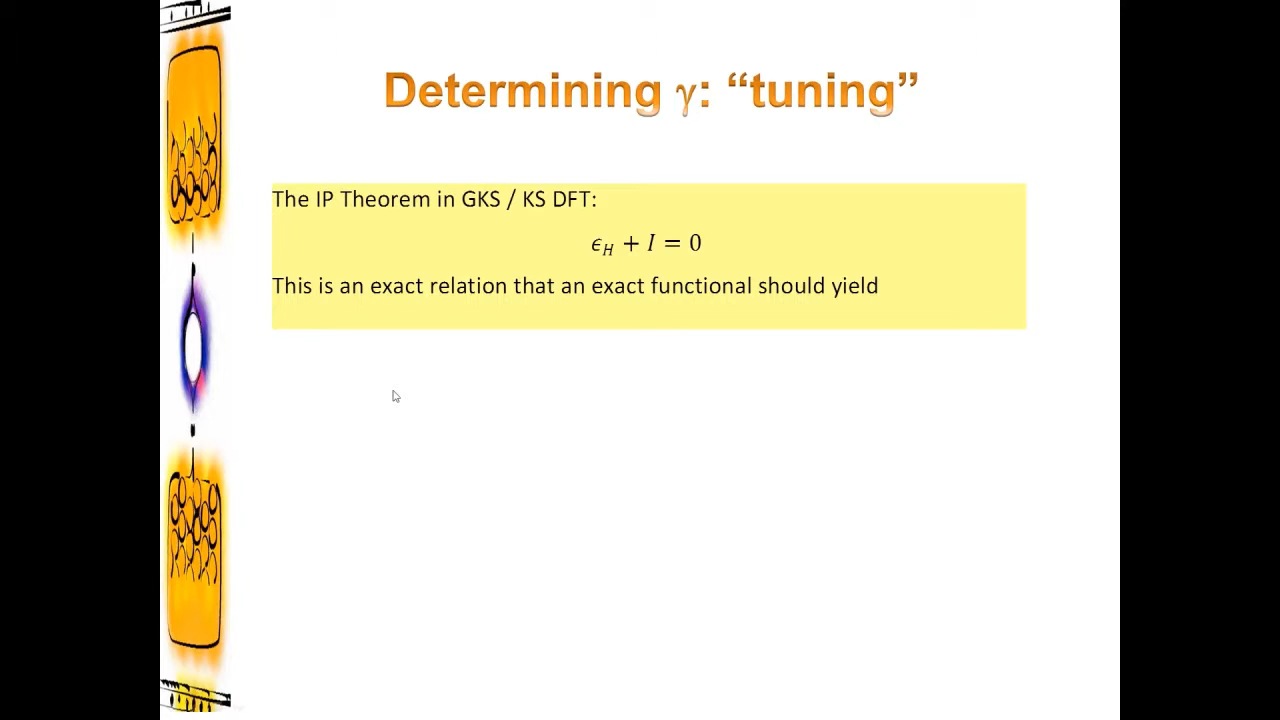 Determining γ: “tuning”
The IP Theorem in GKS / KS DFT:
𝜖_H + I = 0
This is an exact relation that an exact functional should yield